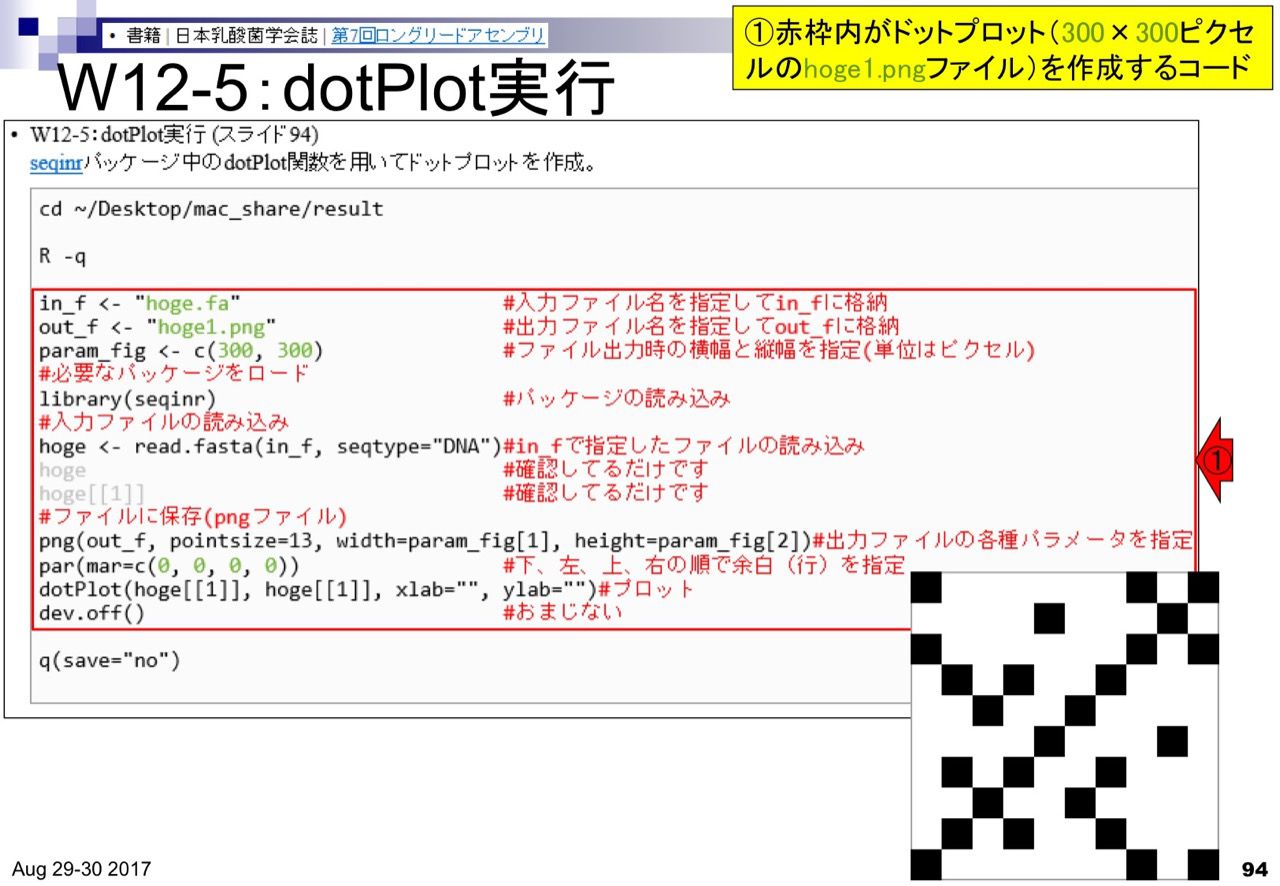 • 書籍 | 日本乳酸菌学会誌 | 第7回ロングリードアセンブリ
①赤枠内がドットプロット(300×300ピクセ
ルのhoge1.pngファイル)を作成するコード
W12-5:dotPlot実行
• W12-5:dotPlot実行 (スライド94)
seqinrパッケージ中のdotPlot関数を用いてドットプロットを作成。
cd ~/Desktop/mac_share/result
R -q
in_f <- "hoge.fa" #入力ファイル名を指定してin_fに格納
out_f <- "hoge1.png" #出力ファイル名を指定してout_fに格納
param_fig <- c(300, 300) #ファイル出力時の横幅と縦幅を指定(単位はピクセル)
#必要なパッケージをロード
library(seqinr) #パッケージの読み込み
#入力ファイルの読み込み
hoge <- read.fasta(in_f, seqtype="DNA")#in_fで指定したファイルの読み込み
hoge #確認してるだけです
hoge[[1]] #確認してるだけです
①
#ファイルに保存(pngファイル)
png(out_f, pointsize=13, width=param_fig[1], height=param_fig[2])#出力ファイルの各種パラメータを指定
par(mar=c(0, 0, 0, 0)) #下、左、上、右の順で余白(行)を指定
dotPlot(hoge[[1]], hoge[[1]], xlab="", ylab="")#プロット
dev.off() #おまじない
q(save="no")
Aug 29-30 2017
94